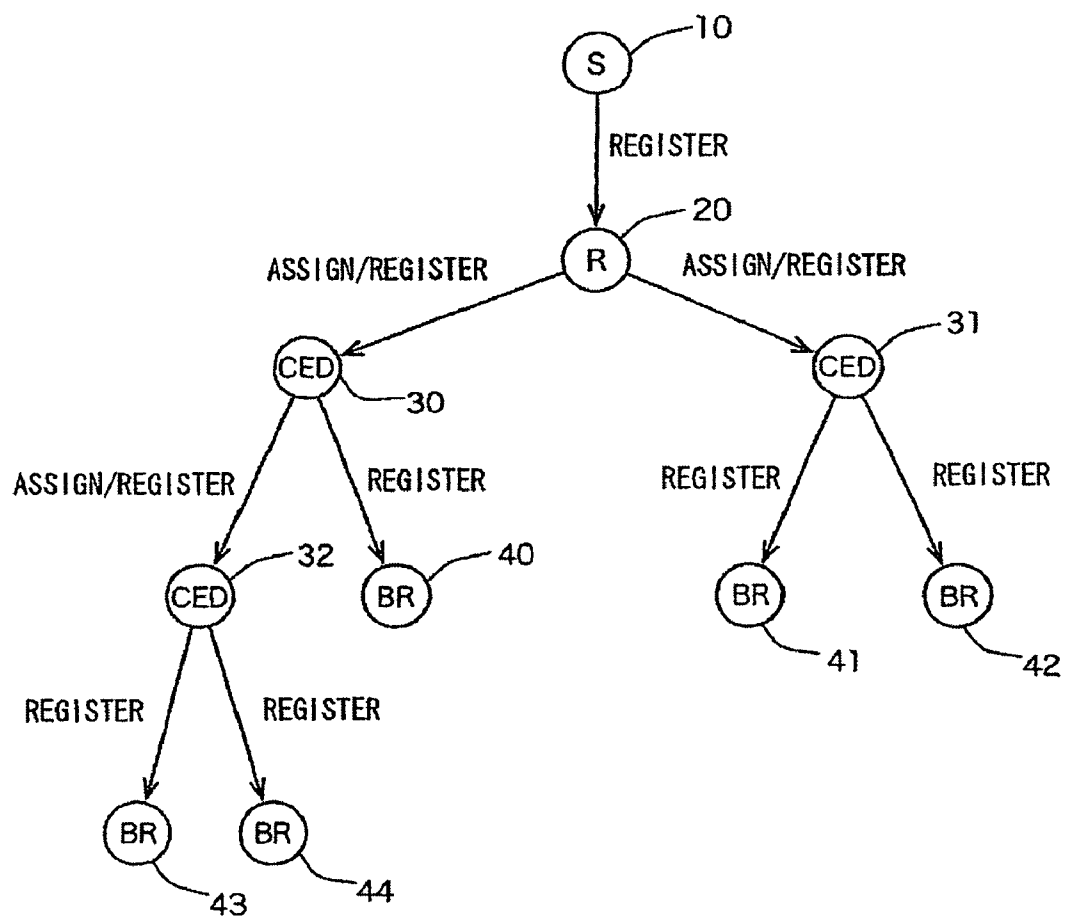 10
S
REGISTER
20
R
ASSIGN/REGISTER
ASSIGN/REGISTER
31
CED
CED
30
ASSIGN/REGISTER
REGISTER
REGISTER
REGISTER
32
40
CED
BR
BR
BR
41
42
REGISTER
REGISTER
BR
BR
43
44